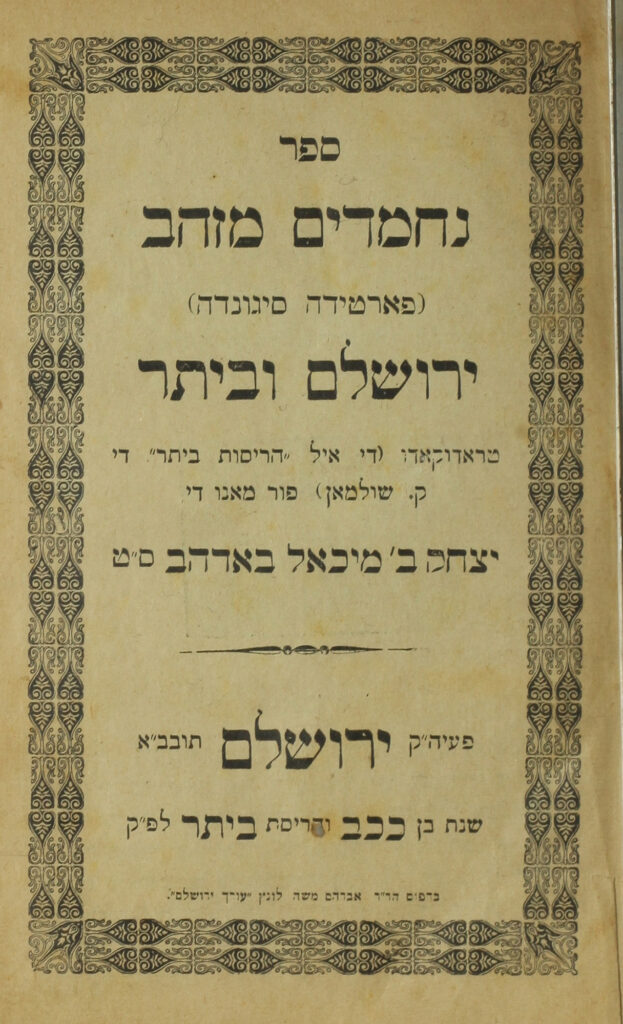 ספר
נחמדים מזהב
(פארטידה סיגונדה)
ירושלם וביתר
טראדוקאדו (די איל "הריסות ביתר" די
ק. שולמאן) פור מאנו די
יצחק ב' מיכאל באדהב ס"ט
פעיה"ק ירושלם תובב"א
שנת בן ככב והריסת ביתר לפ"ק
בדפוס הר"ר אברהם משה לונץ "עורך ירושלם".